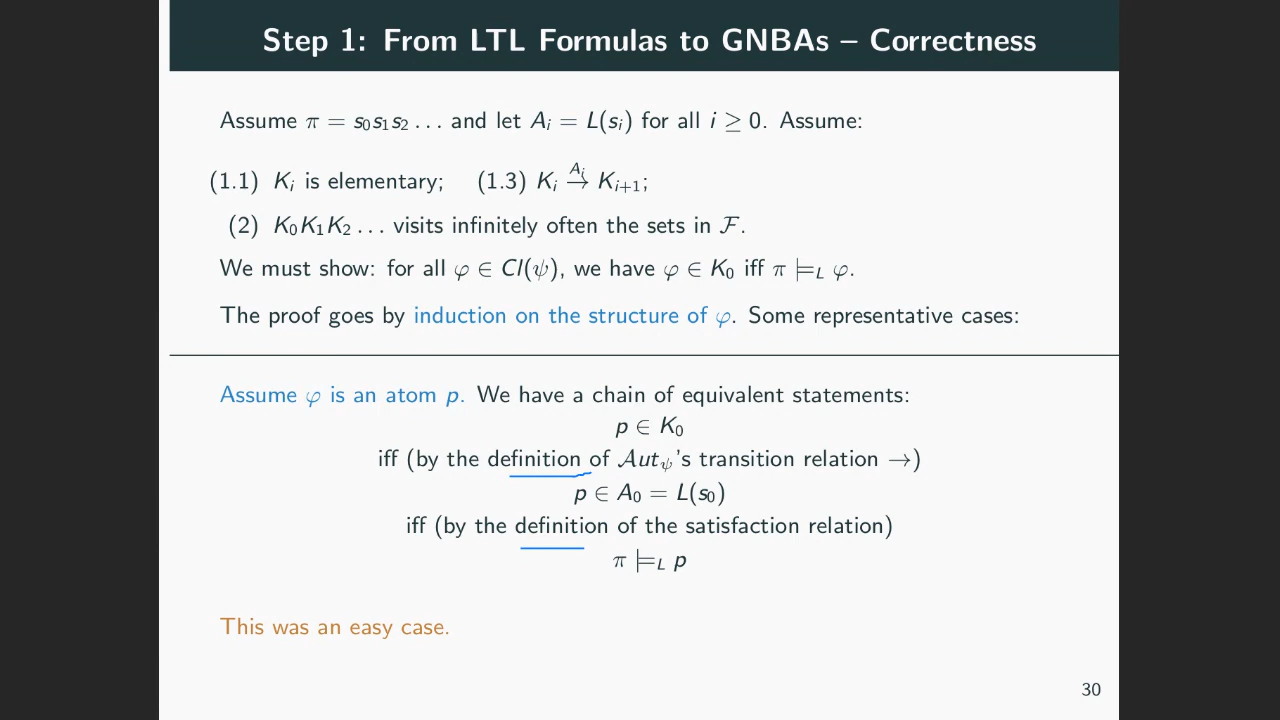 Step 1: From LTL Formulas to GNBAs – Correctness
Assume π = s₀s₁s₂ . . . and let Aᵢ = L(sᵢ) for all i ≥ 0. Assume:
(1.1) Kᵢ is elementary; (1.3) Kᵢ →^{Aᵢ} Kᵢ₊₁;
(2) K₀K₁K₂ . . . visits infinitely often the sets in ℱ.
We must show: for all φ ∈ Cl(ψ), we have φ ∈ K₀ iff π ⊨_L φ.
The proof goes by induction on the structure of φ. Some representative cases:
Assume φ is an atom p. We have a chain of equivalent statements:
p ∈ K₀
iff (by the definition of 𝒜ut_ψ's transition relation →)
p ∈ A₀ = L(s₀)
iff (by the definition of the satisfaction relation)
π ⊨_L p
This was an easy case.
30